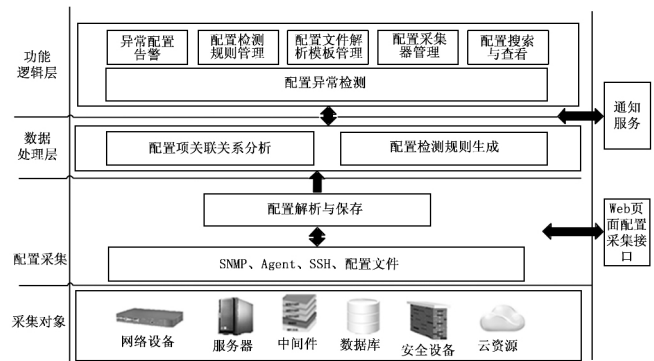 功能
逻辑层
异常配置
告警
配置检测
规则管理
配置文件解
析模板管理
配置采集
器管理
配置搜索
与查看
配置异常检测
通知
服务
数据
处理层
配置项关联关系分析
配置检测规则生成
配置解析与保存
Web页
面配置
采集接
口
配置采集
SNMP、Agent、SSH、配置文件
采集对象
网络设备
服务器
中间件
数据库
安全设备
云资源